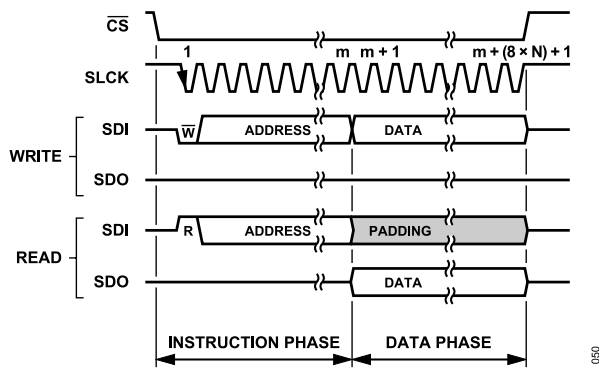 CS
1 m m + 1 m + (8 × N) + 1
SLCK
SDI W ADDRESS DATA
WRITE
SDO
SDI R ADDRESS PADDING
READ
SDO DATA
INSTRUCTION PHASE DATA PHASE
050